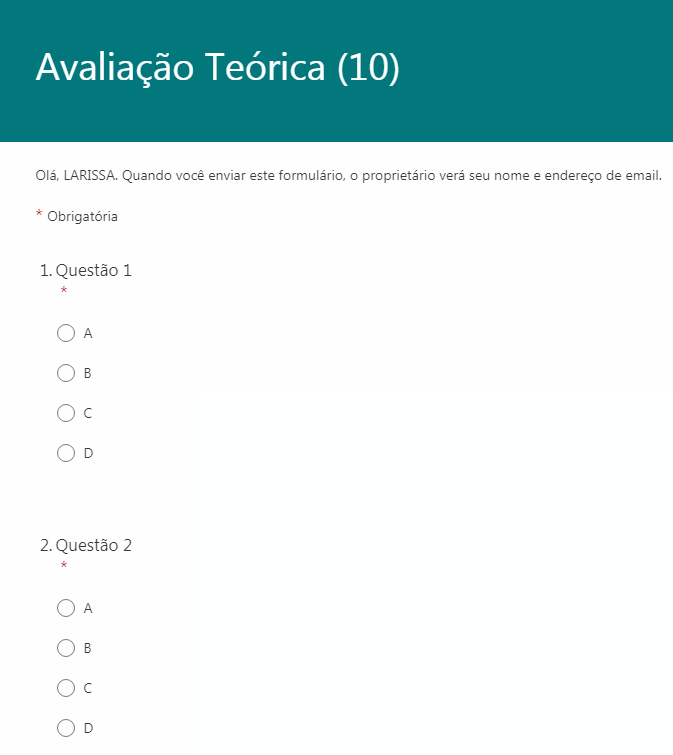 Avaliação Teórica (10)
Olá, LARISSA. Quando você enviar este formulário, o proprietário verá seu nome e endereço de email.
* Obrigatória
1. Questão 1
*
A
B
C
D
2. Questão 2
*
A
B
C
D